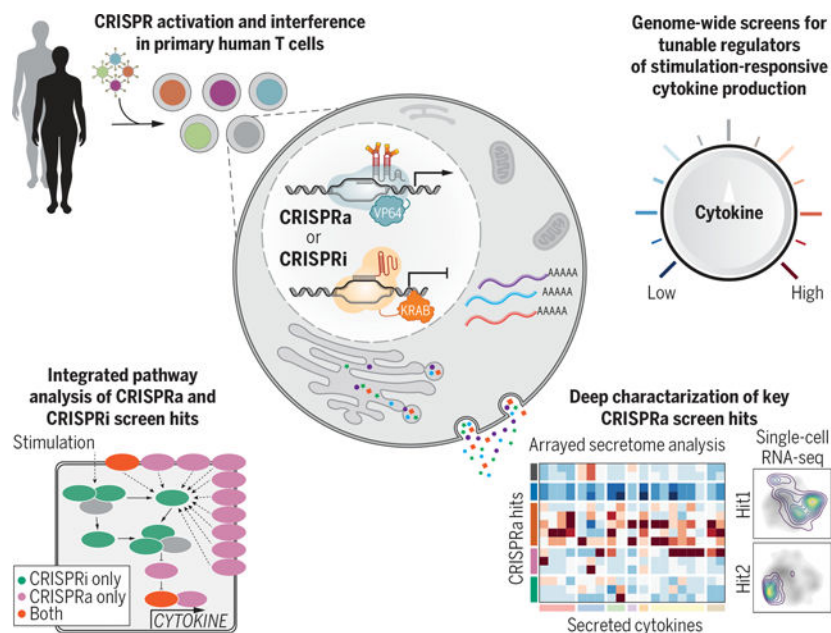 CRISPR activation and interference
in primary human T cells
Genome-wide screens for
tunable regulators
of stimulation-responsive
cytokine production
VP64
CRISPRa
or
CRISPRi
KRAB
AAAAA
AAAAA
AAAAA
Cytokine
Low
High
Integrated pathway
analysis of CRISPRa and
CRISPRi screen hits
Stimulation
CRISPRi only
CRISPRa only
Both
CYTOKINE
Deep charactarization of key
CRISPRa screen hits
Arrayed secretome analysis
CRISPRa hits
Secreted cytokines
Single-cell
RNA-seq
Hit1
Hit2